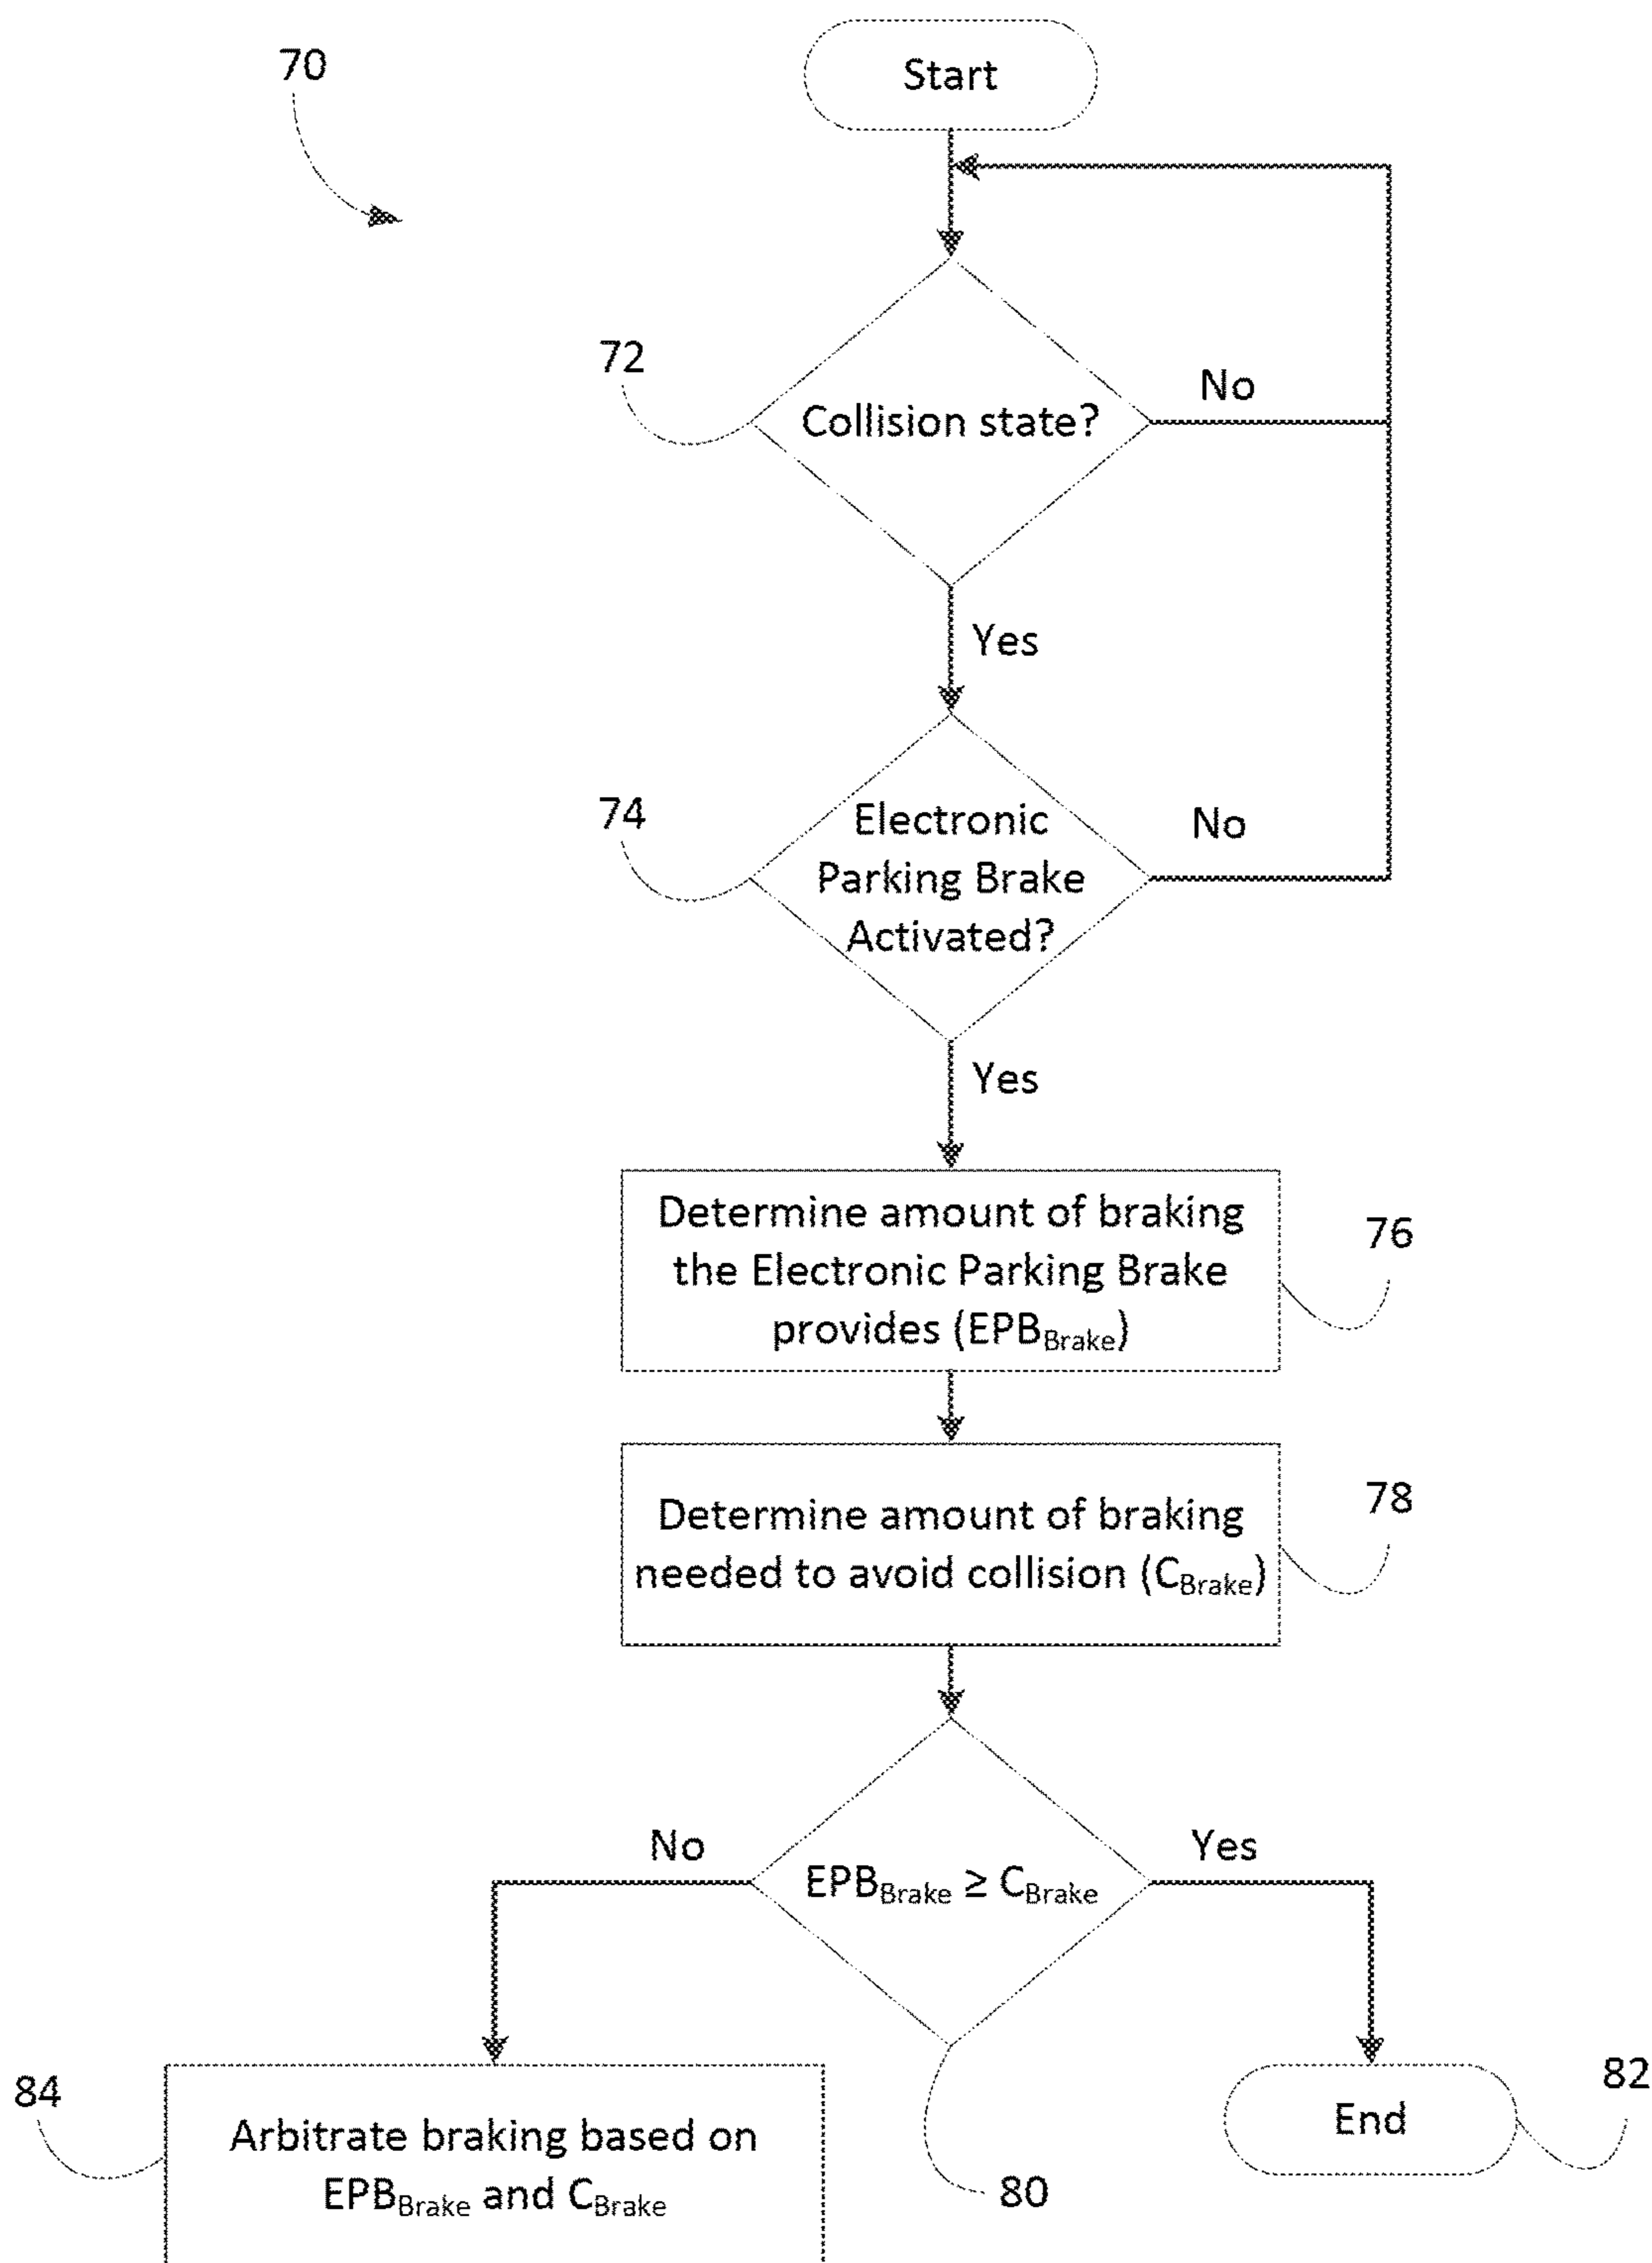 70
Start
72
Collision state?
No
Yes
74
Electronic
Parking Brake
Activated?
No
Yes
Determine amount of braking
the Electronic Parking Brake
provides (EPBBrake)
76
Determine amount of braking
needed to avoid collision (CBrake)
78
No
EPBBrake ≥ CBrake
Yes
84
Arbitrate braking based on
EPBBrake and CBrake
80
End
82